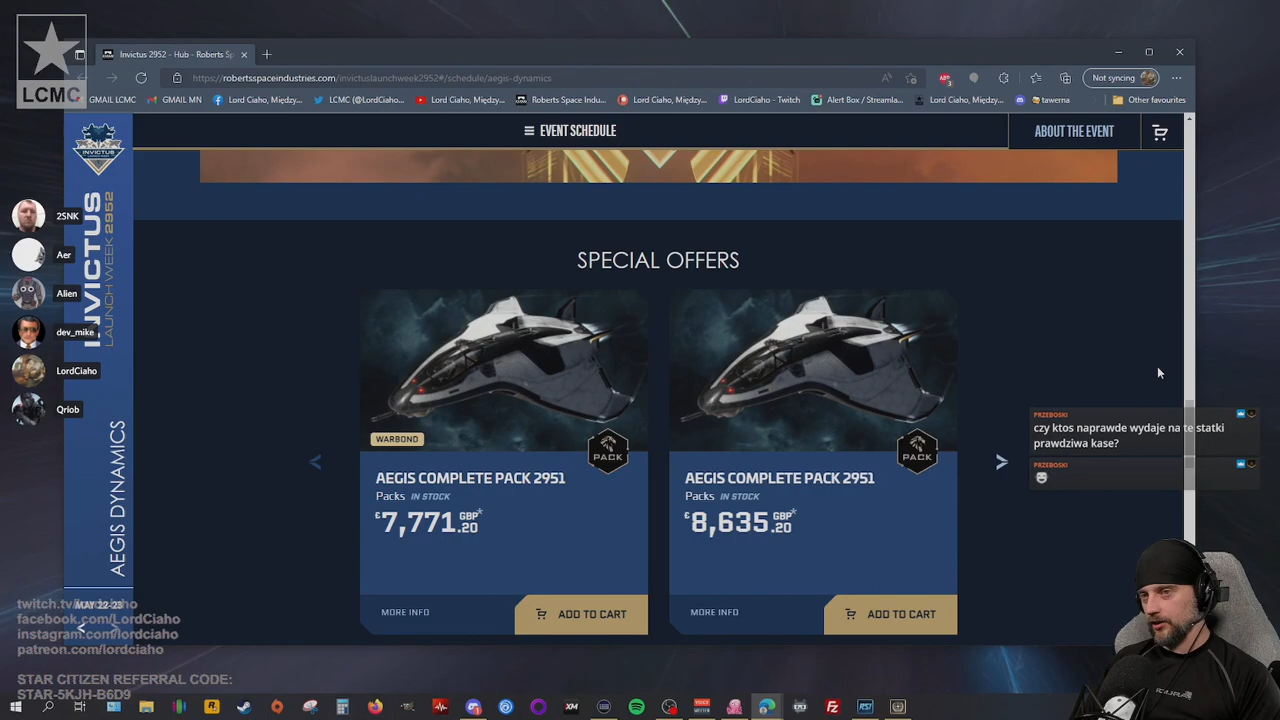 LCMC
Invictus 2952 - Hub - Roberts Sp
https://robertsspaceindustries.com/invictuslaunchweek2952#/schedule/aegis-dynamics
Not syncing
GMAIL LCMC
GMAIL MN
Lord Ciaho, Między...
LCMC (@LordCiaho...
Lord Ciaho, Między...
Roberts Space Indu...
Lord Ciaho, Między...
LordCiaho - Twitch
Alert Box / Streamla...
Lord Ciaho, Między...
tawerna
Other favourites
INVICTUS
EVENT SCHEDULE
ABOUT THE EVENT
INVICTUS
LAUNCH WEEK 2952
AEGIS DYNAMICS
MAY 22-23
2SNK
Aer
Alien
dev_mike
LordCiaho
Qriob
SPECIAL OFFERS
WARBOND
PACK
AEGIS COMPLETE PACK 2951
Packs IN STOCK
£7,771.20 GBP*
MORE INFO
ADD TO CART
PACK
AEGIS COMPLETE PACK 2951
Packs IN STOCK
£8,635.20 GBP*
MORE INFO
ADD TO CART
PRZEBOSKI
czy ktos naprawde wydaje na te statki
prawdziwa kase?
PRZEBOSKI
facebook.com/LordCiaho
instagram.com/lordciaho
patreon.com/lordciaho
STAR CITIZEN REFERRAL CODE:
STAR-5KJH-B6D9